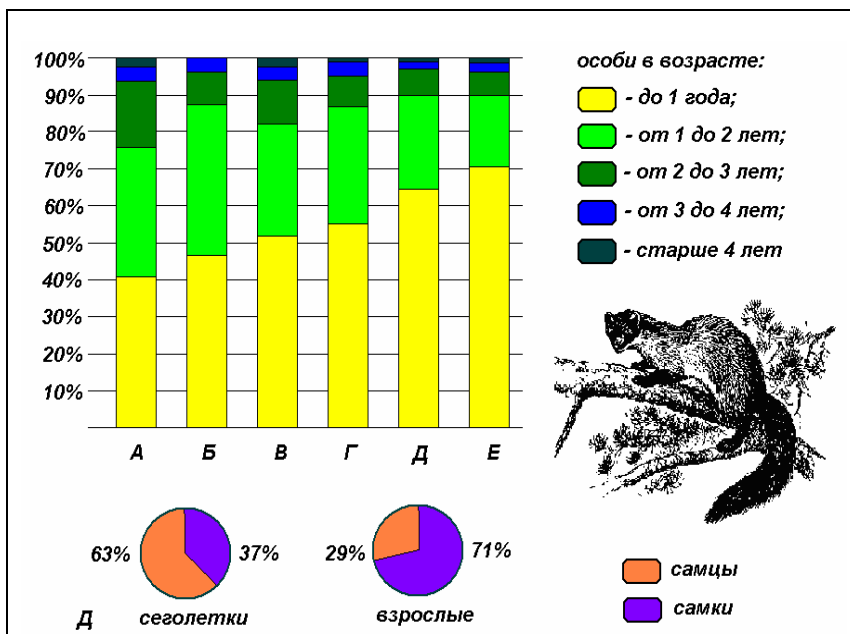 100%
90%
80%
70%
60%
50%
40%
30%
20%
10%
А Б В Г Д Е
особи в возрасте:
- до 1 года;
- от 1 до 2 лет;
- от 2 до 3 лет;
- от 3 до 4 лет;
- старше 4 лет
63% 37% 29% 71%
Д сеголетки взрослые
самцы
самки